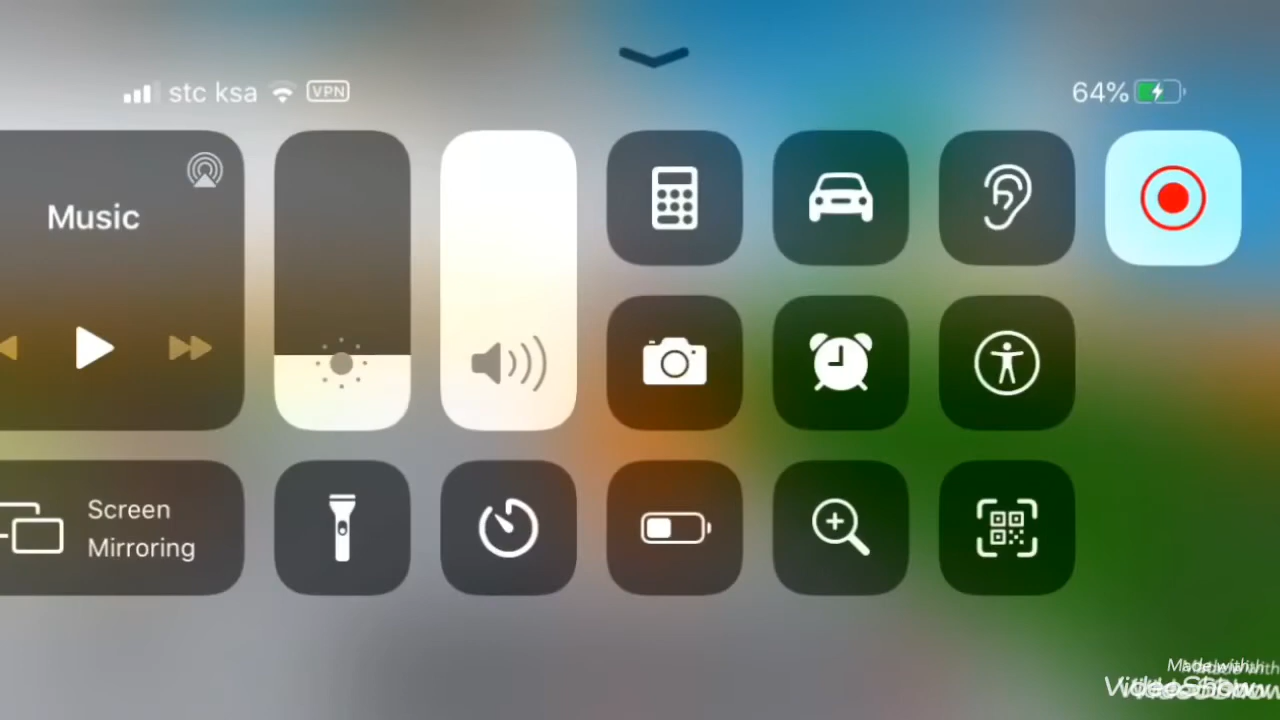 stc ksa VPN 64%
Music
Screen
Mirroring
Made with
VideoShow